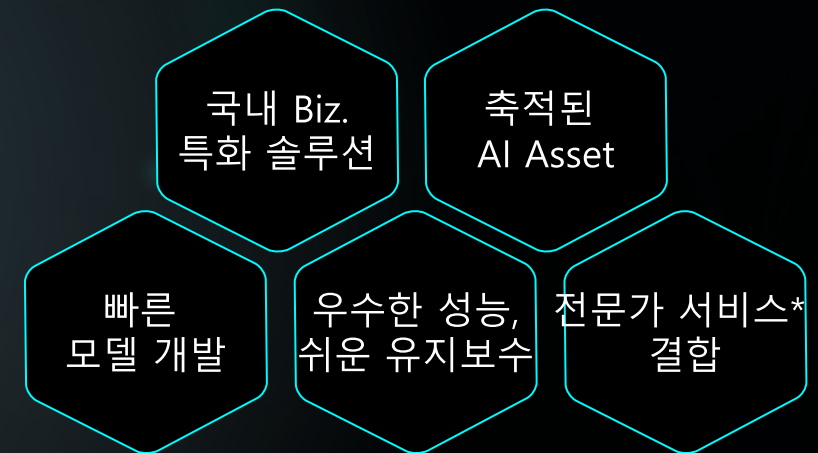 국내 Biz.
특화 솔루션
축적된
AI Asset
빠른
모델 개발
우수한 성능,
쉬운 유지보수
전문가 서비스*
결합